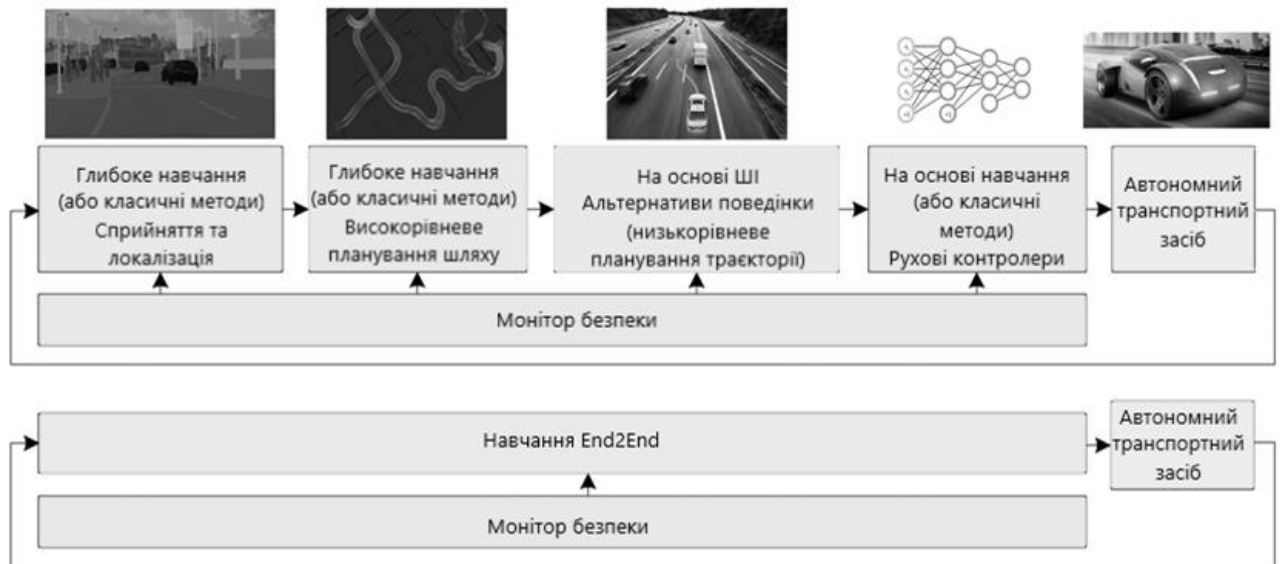 Глибоке навчання
(або класичні методи)
Сприйняття та
локалізація
Глибоке навчання
(або класичні методи)
Високорівневе
планування шляху
На основі ШІ
Альтернативи поведінки
(низькорівневе
планування траєкторії)
На основі навчання
(або класичні
методи)
Рухові контролери
Автономний
транспортний
засіб
Монітор безпеки
Навчання End2End
Автономний
транспортний
засіб
Монітор безпеки